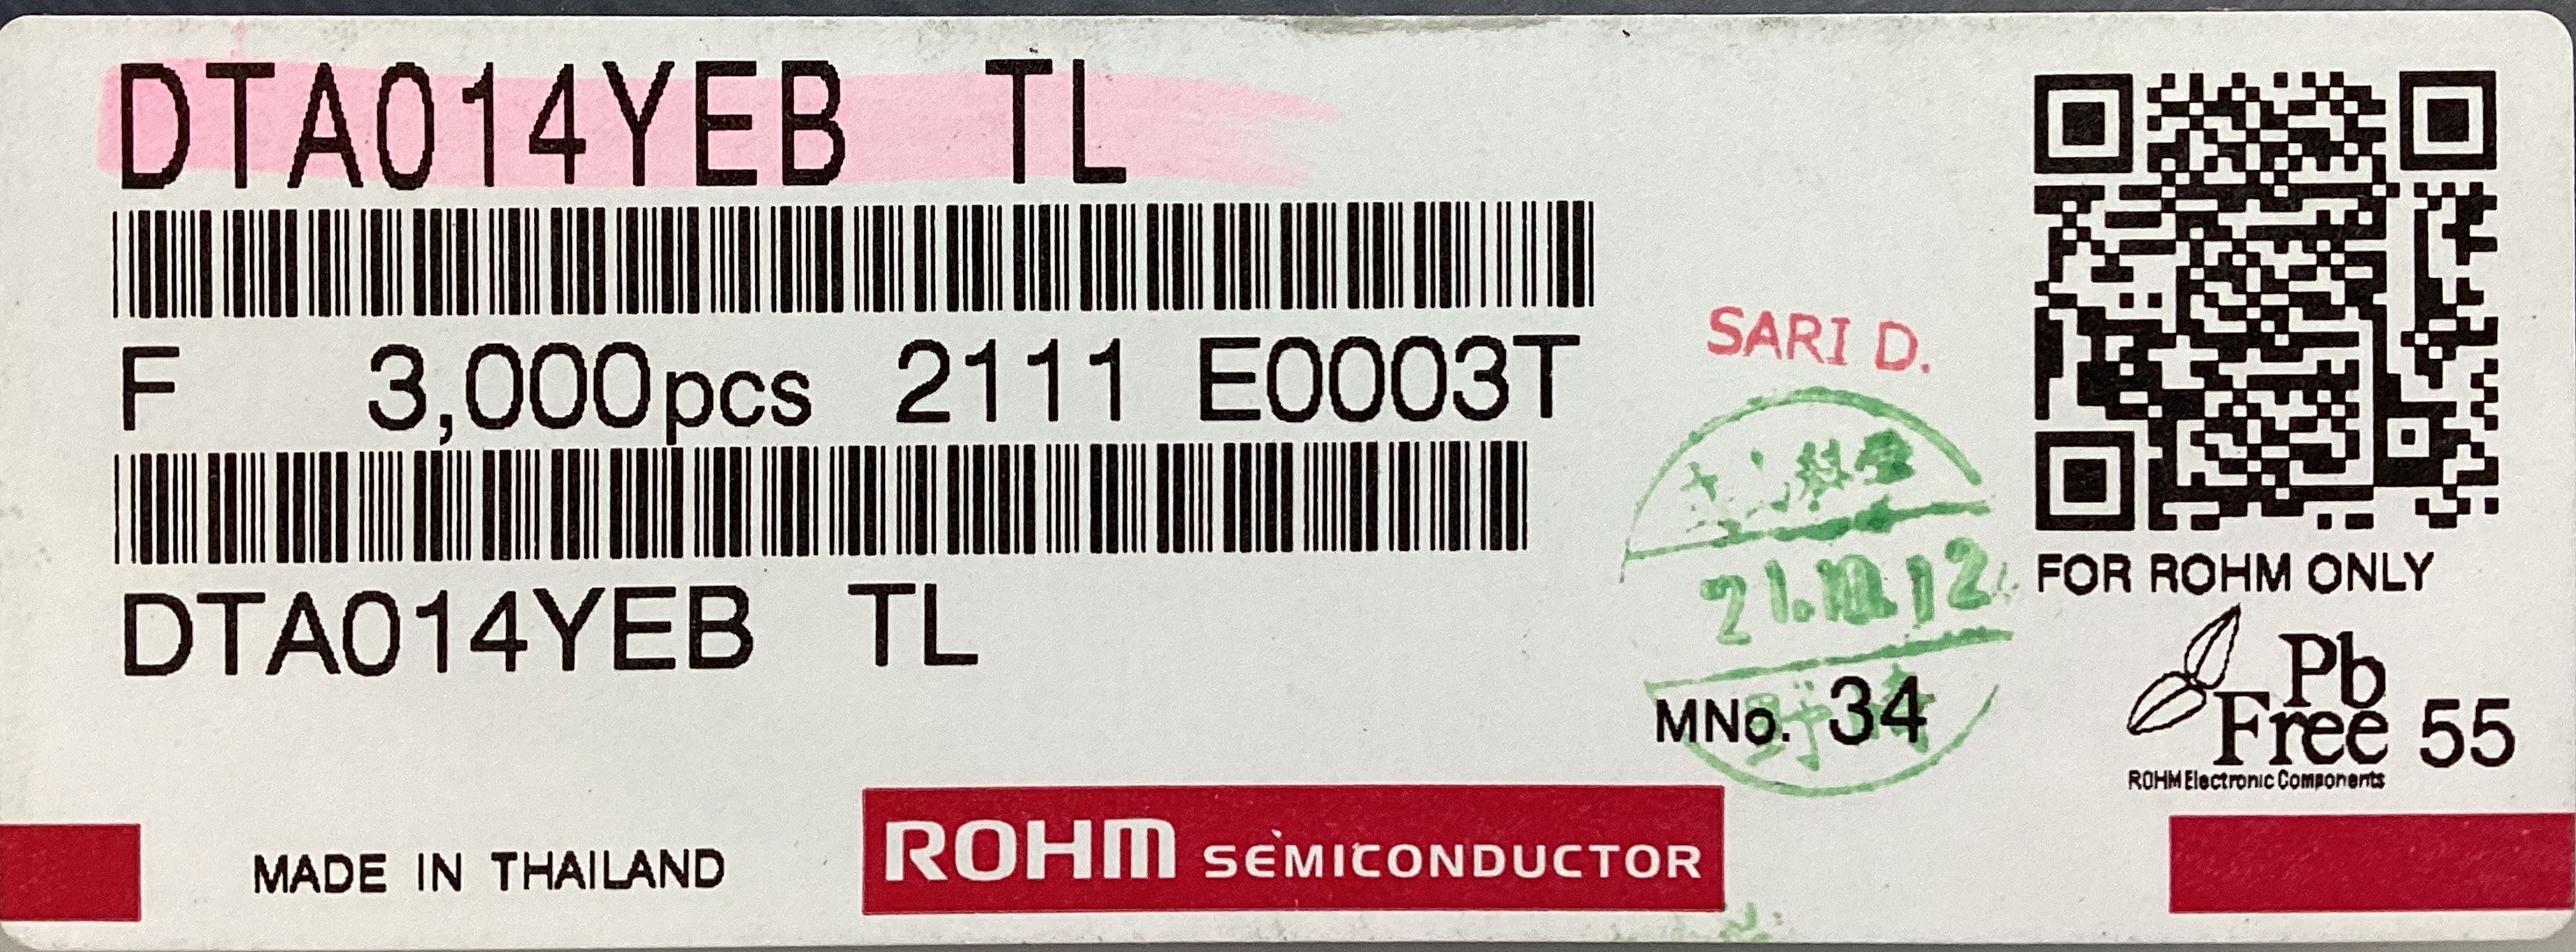 DTA014YEB TL
F 3,000pcs 2111 E0003T
DTA014YEB TL
SARI D.
21.10.12
MNo. 34
FOR ROHM ONLY
Pb
Free 55
ROHM Electronic Components
MADE IN THAILAND
ROHM SEMICONDUCTOR